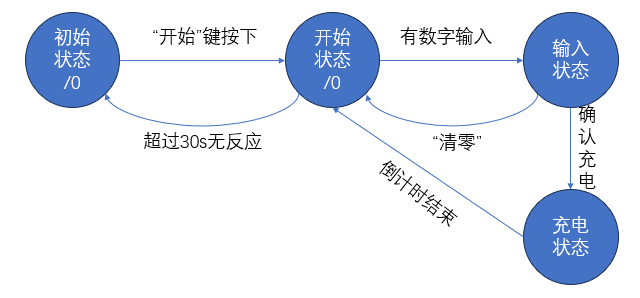 初始
状态
/0
“开始”键按下
开始
状态
/0
有数字输入
输入
状态
超过30s无反应
“清零”
确
认
充
电
倒计时结束
充电
状态